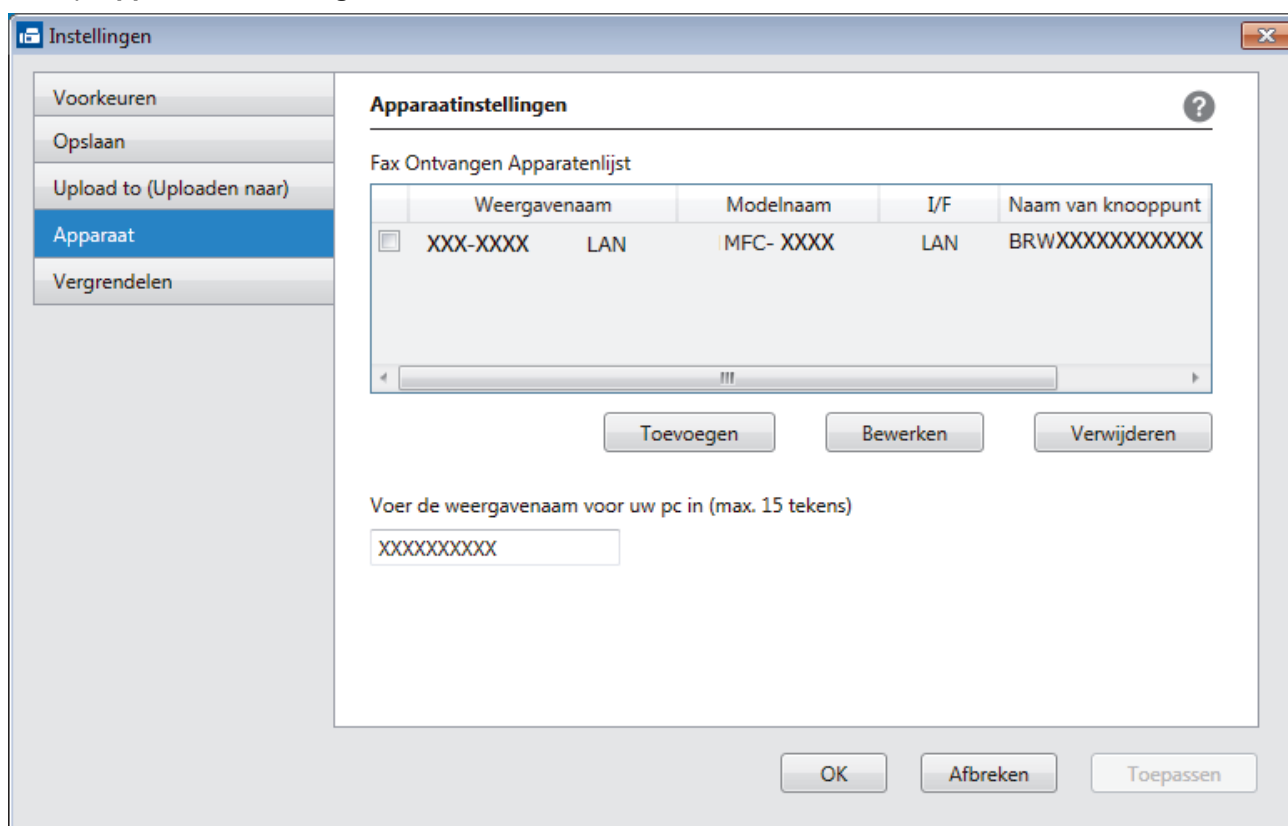 Instellingen
Voorkeuren
Opslaan
Upload to (Uploaden naar)
Apparaat
Vergrendelen
Apparaatinstellingen
?
Fax Ontvangen Apparatenlijst
Weergavenaam Modelnaam I/F Naam van knooppunt
XXX-XXXX LAN MFC- XXXX LAN BRWXXXXXXXXXXX
Toevoegen Bewerken Verwijderen
Voer de weergavenaam voor uw pc in (max. 15 tekens)
XXXXXXXXXX
OK Afbreken Toepassen